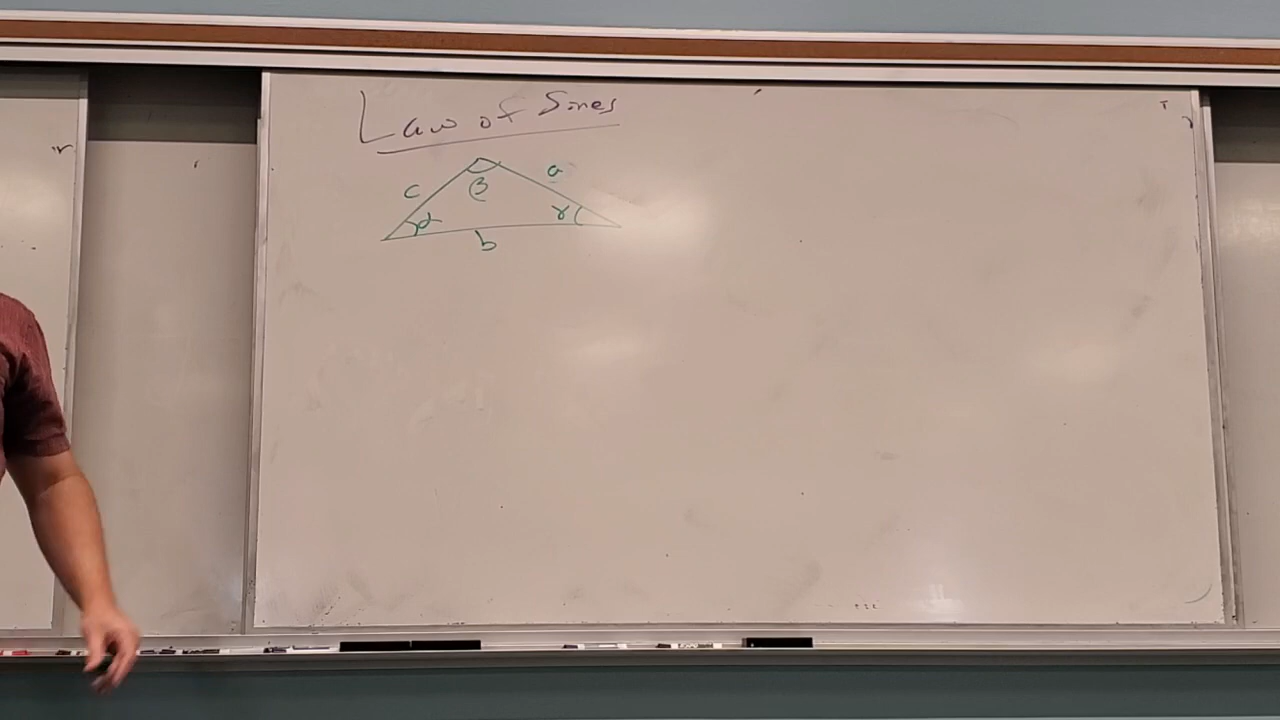 Law of Sines
c a
β
α γ
b